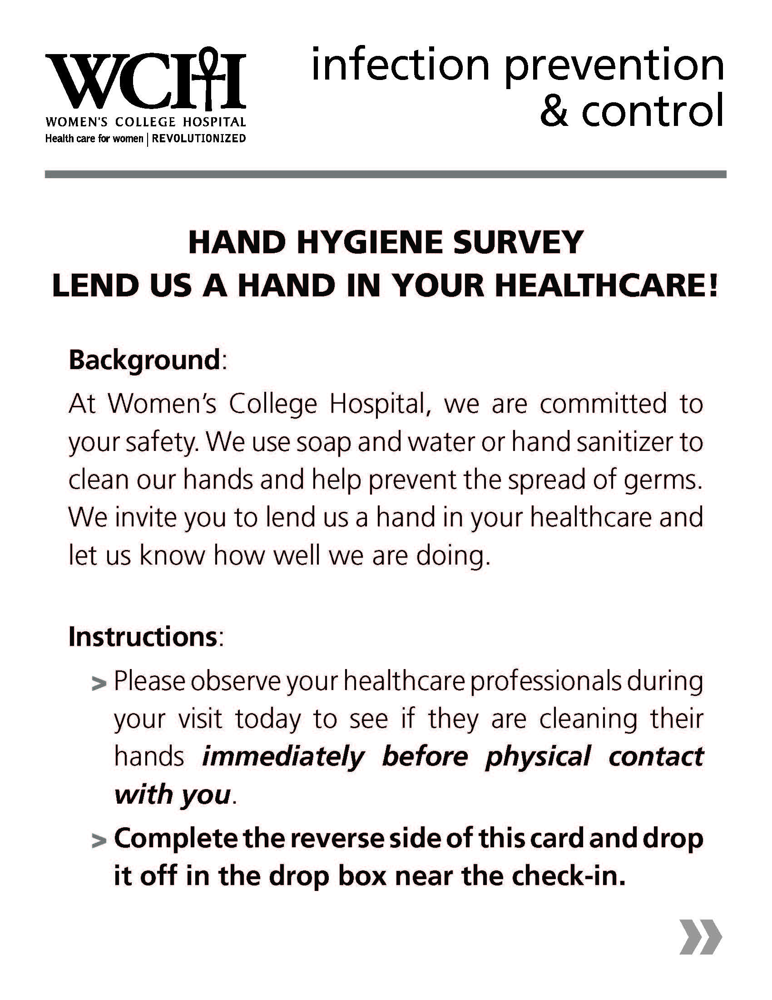 WCH
WOMEN'S COLLEGE HOSPITAL
Health care for women | REVOLUTIONIZED
infection prevention
& control
HAND HYGIENE SURVEY
LEND US A HAND IN YOUR HEALTHCARE!
Background:
At Women’s College Hospital, we are committed to
your safety. We use soap and water or hand sanitizer to
clean our hands and help prevent the spread of germs.
We invite you to lend us a hand in your healthcare and
let us know how well we are doing.
Instructions:
> Please observe your healthcare professionals during
your visit today to see if they are cleaning their
hands immediately before physical contact
with you.
> Complete the reverse side of this card and drop
it off in the drop box near the check-in.